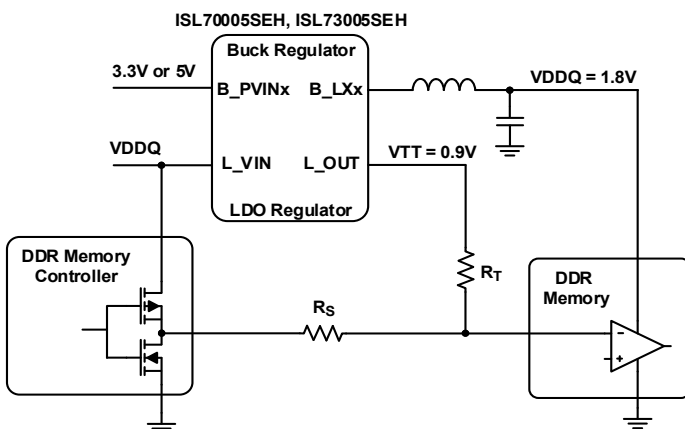 ISL70005SEH, ISL73005SEH
Buck Regulator
3.3V or 5V
B_PVINx
B_LXx
VDDQ = 1.8V
VDDQ
L_VIN
L_OUT
VTT = 0.9V
LDO Regulator
DDR Memory
Controller
RS
RT
DDR
Memory
-
+